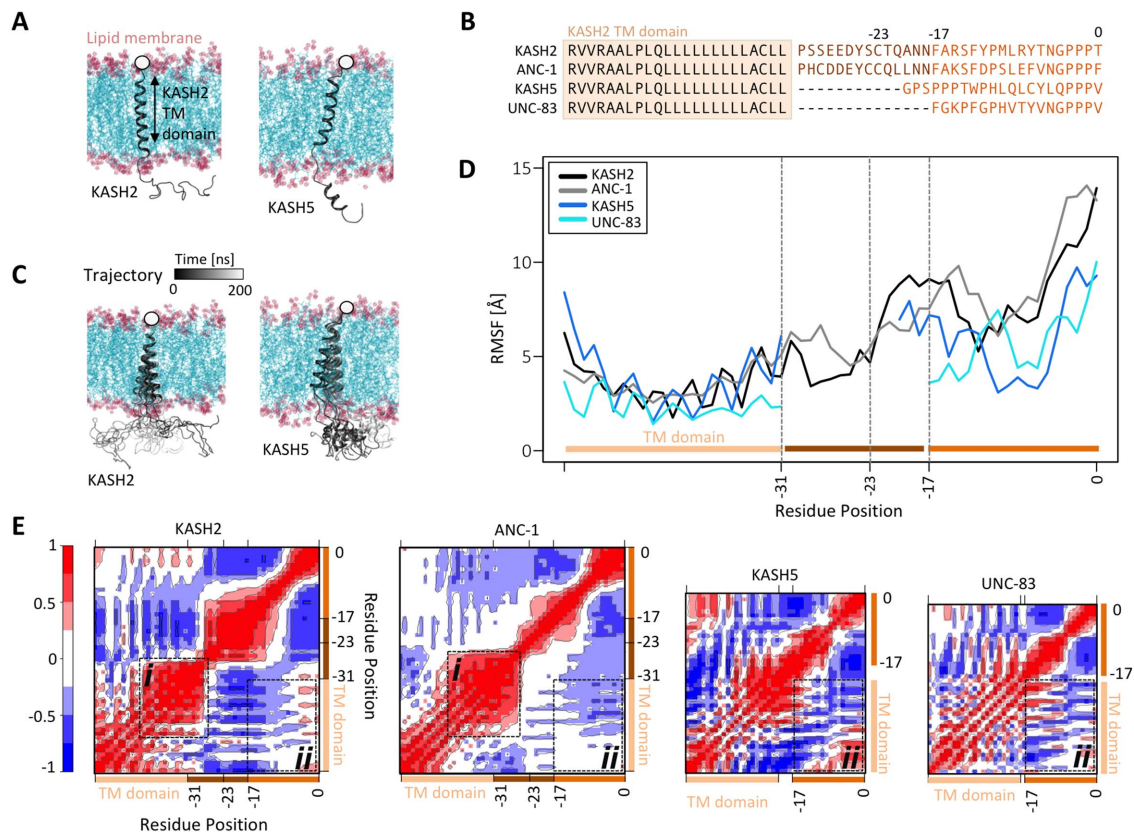 A
Lipid membrane
KASH2
TM
domain
KASH2
KASH5
B
KASH2 TM domain
-23 -17 0
KASH2 RVVRAALPLQLLLLLLLLLACLL PSSEEDYSCTQANNFARSFYPMLRYTNGPPPT
ANC-1 RVVRAALPLQLLLLLLLLLACLL PHCDDEYCCQLLNNFAKSFDPSLEFVNGPPPF
KASH5 RVVRAALPLQLLLLLLLLLACLL -----------GPSPPPTWPHLQLCYLQPPPV
UNC-83 RVVRAALPLQLLLLLLLLLACLL --------------FGKPFGPHVTYVNGPPPV
C
Trajectory
Time [ns]
0 200
KASH2
KASH5
D
KASH2
ANC-1
KASH5
UNC-83
15
10
5
0
RMSF [Å]
TM domain
-31 -23 -17 0
Residue Position
E
1
0.5
0
-0.5
-1
KASH2
i
ii
0
-17
-23
-31
TM domain
Residue Position
TM domain
-31 -23 -17 0
Residue Position
ANC-1
i
ii
0
-17
-23
-31
TM domain
TM domain
-31 -23 -17 0
KASH5
ii
0
-17
TM domain
TM domain
-17 0
UNC-83
ii
0
-17
TM domain
TM domain
-17 0